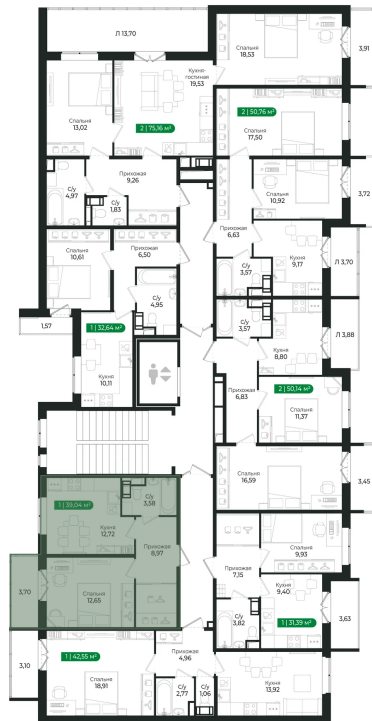 Л 13,70
Кухня-
гостиная
19,53
Спальня
18,53
3,91
Спальня
13,02
2 | 75,16 м²
2 | 50,76 м²
Спальня
17,50
С/у
4,97
Прихожая
9,26
С/у
1,83
Спальня
10,92
3,72
Прихожая
6,63
Спальня
10,61
Прихожая
6,50
С/у
3,57
Кухня
9,17
Л 3,70
С/у
4,95
1,57
1 | 32,64 м²
С/у
3,57
Кухня
8,80
Л 3,88
Кухня
10,11
Прихожая
6,83
2 | 50,14 м²
Спальня
11,37
Спальня
16,59
3,45
1 | 39,04 м²
С/у
3,58
Кухня
12,72
Прихожая
8,97
Спальня
9,93
Прихожая
7,15
3,70
Спальня
12,65
Кухня
9,40
С/у
3,82
1 | 31,39 м²
3,63
3,10
1 | 42,55 м²
Прихожая
4,96
Спальня
18,91
С/у
2,77
С/у
1,06
Кухня
13,92